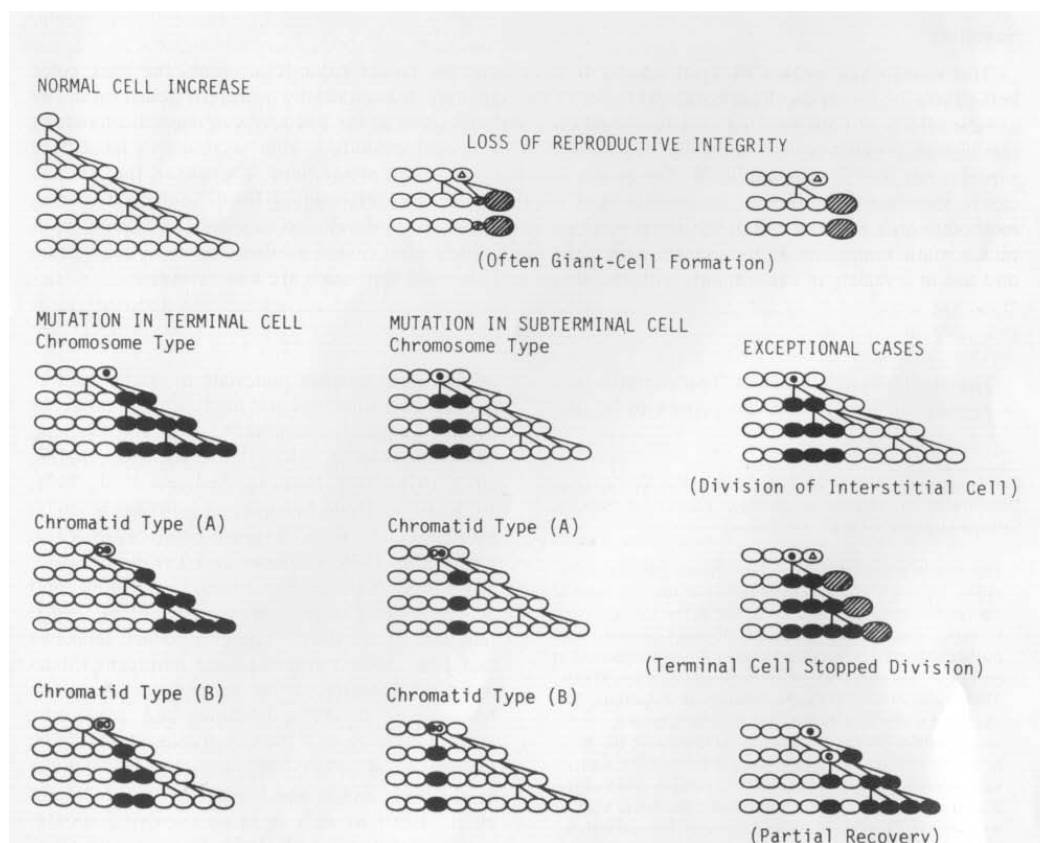 NORMAL CELL INCREASE
LOSS OF REPRODUCTIVE INTEGRITY
(Often Giant-Cell Formation)
MUTATION IN TERMINAL CELL
Chromosome Type
MUTATION IN SUBTERMINAL CELL
Chromosome Type
EXCEPTIONAL CASES
(Division of Interstitial Cell)
Chromatid Type (A)
Chromatid Type (A)
(Terminal Cell Stopped Division)
Chromatid Type (B)
Chromatid Type (B)
(Partial Recovery)